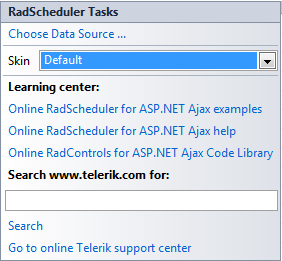 RadScheduler Tasks
Choose Data Source ...
Skin Default
Learning center:
Online RadScheduler for ASP.NET Ajax examples
Online RadScheduler for ASP.NET Ajax help
Online RadControls for ASP.NET Ajax Code Library
Search www.telerik.com for:
Search
Go to online Telerik support center